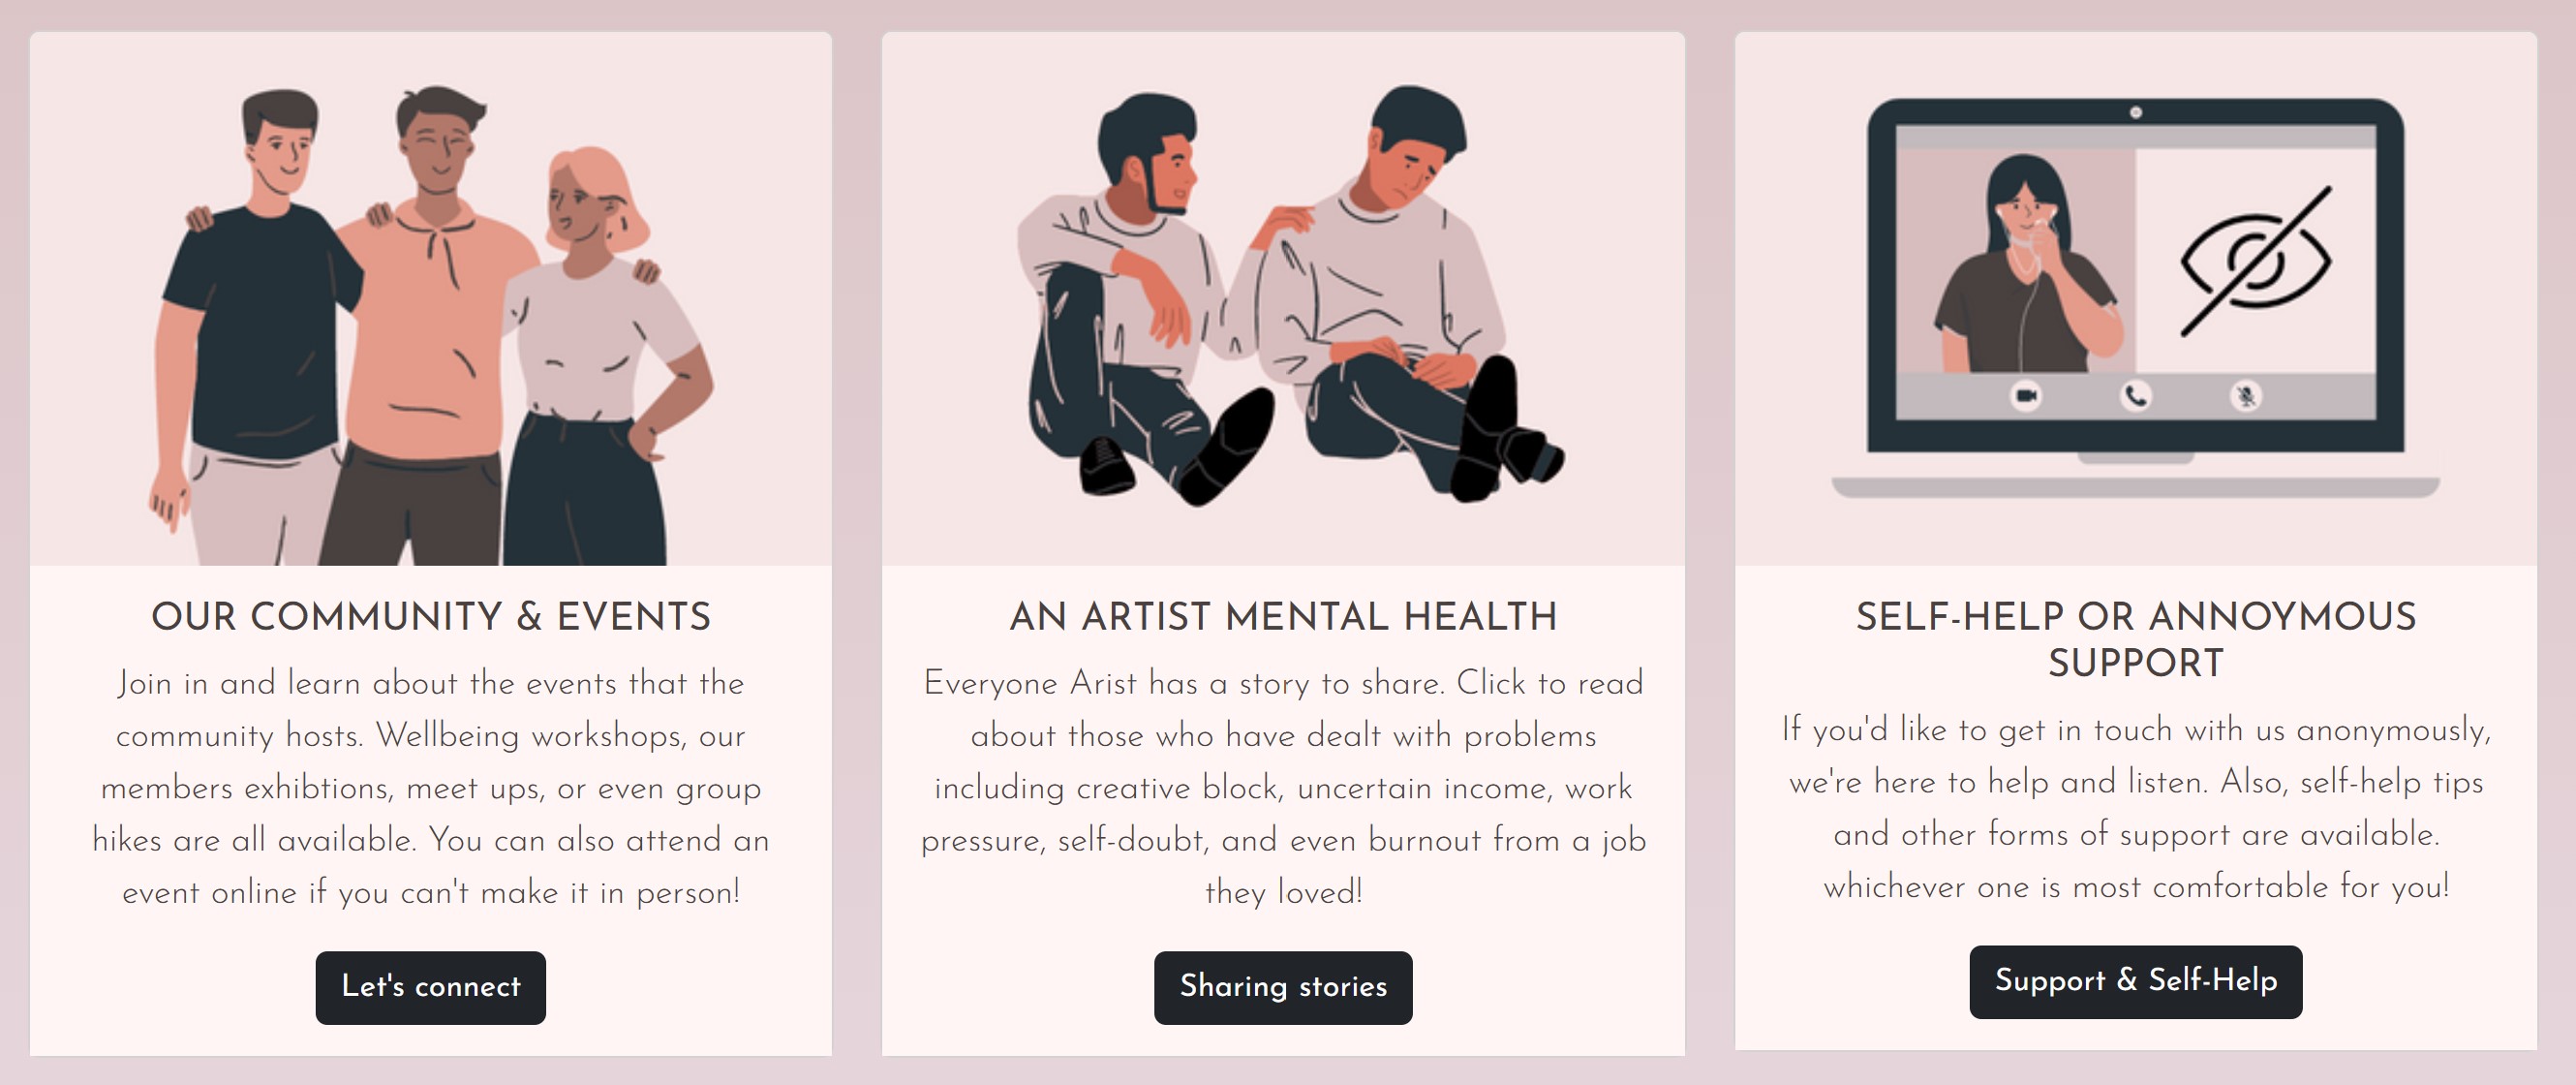 OUR COMMUNITY & EVENTS
Join in and learn about the events that the
community hosts. Wellbeing workshops, our
members exhibtions, meet ups, or even group
hikes are all available. You can also attend an
event online if you can't make it in person!
Let's connect
AN ARTIST MENTAL HEALTH
Everyone Arist has a story to share. Click to read
about those who have dealt with problems
including creative block, uncertain income, work
pressure, self-doubt, and even burnout from a job
they loved!
Sharing stories
SELF-HELP OR ANNOYMOUS
SUPPORT
If you'd like to get in touch with us anonymously,
we're here to help and listen. Also, self-help tips
and other forms of support are available.
whichever one is most comfortable for you!
Support & Self-Help